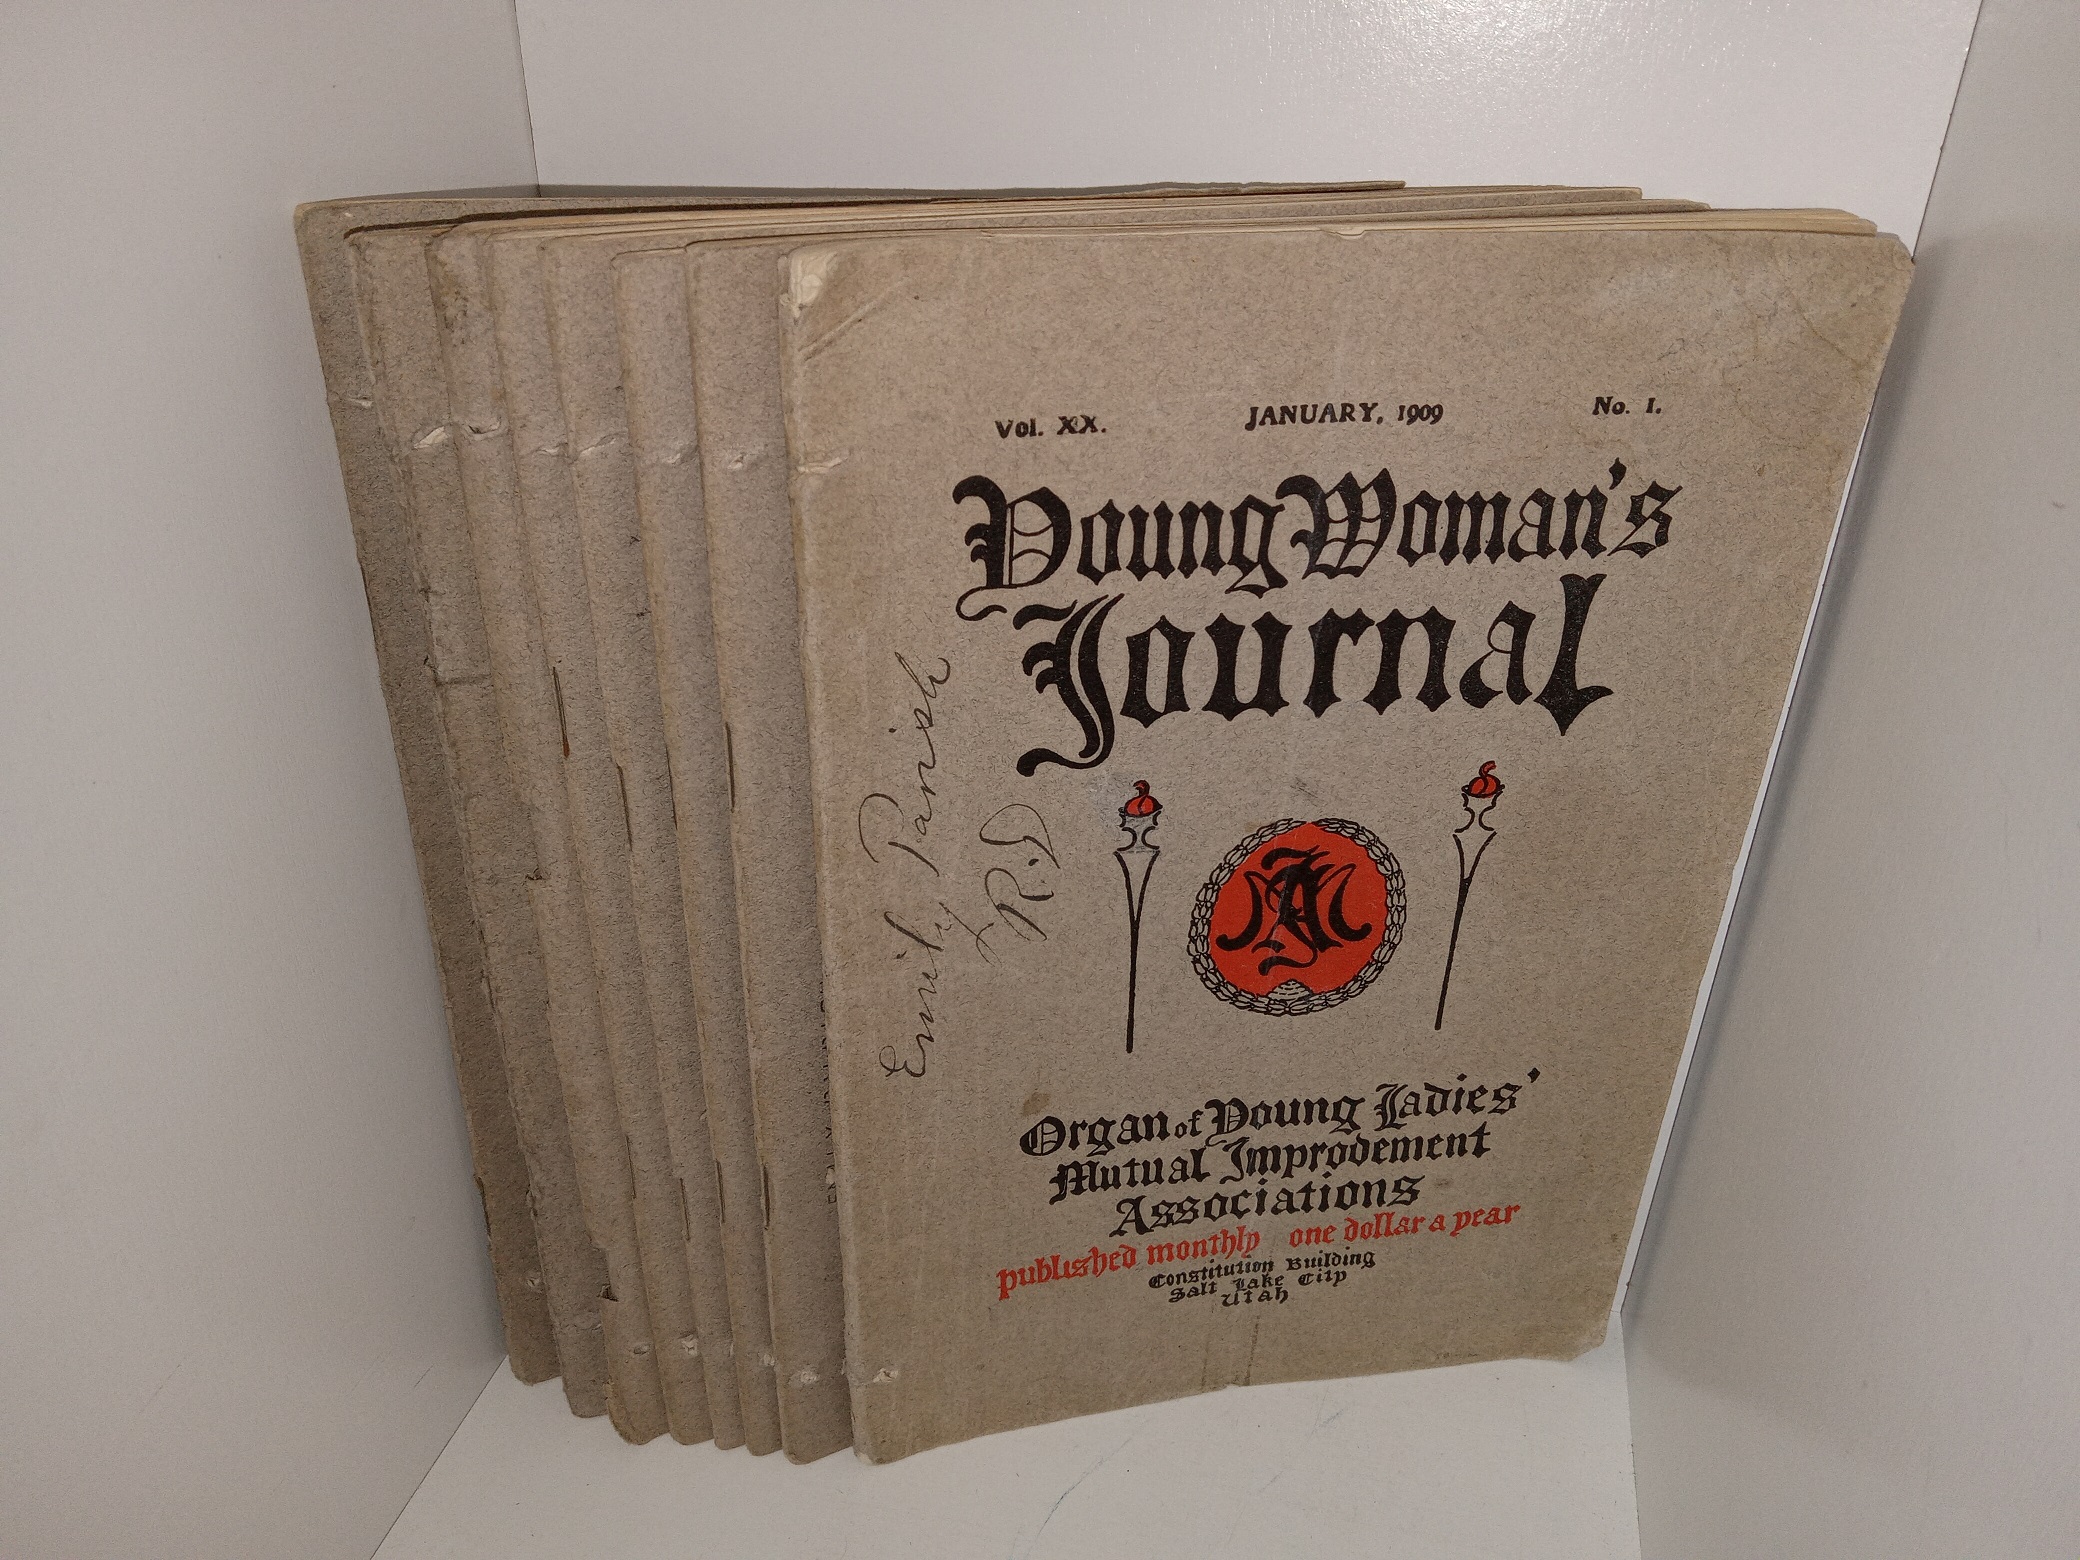 Vol. XX. JANUARY, 1909 No. 1.
Young Woman's
Journal
Emily Parish
Organ of Young Ladies'
Mutual Improvement
Associations
published monthly one dollar a year
Constitution Building
Salt Lake City
Utah